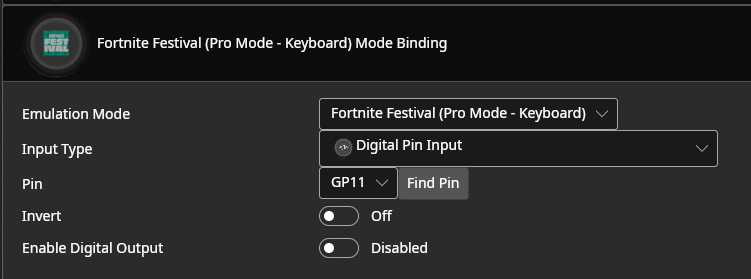 FESTIVAL
Fortnite Festival (Pro Mode - Keyboard) Mode Binding
Emulation Mode Fortnite Festival (Pro Mode - Keyboard)
Input Type Digital Pin Input
Pin GP11 Find Pin
Invert Off
Enable Digital Output Disabled